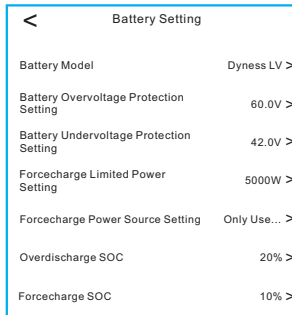 < Battery Setting
Battery Model Dyness LV >
Battery Overvoltage Protection
Setting 60.0V >
Battery Undervoltage Protection
Setting 42.0V >
Forcecharge Limited Power
Setting 5000W >
Forcecharge Power Source Setting Only Use... >
Overdischarge SOC 20% >
Forcecharge SOC 10% >